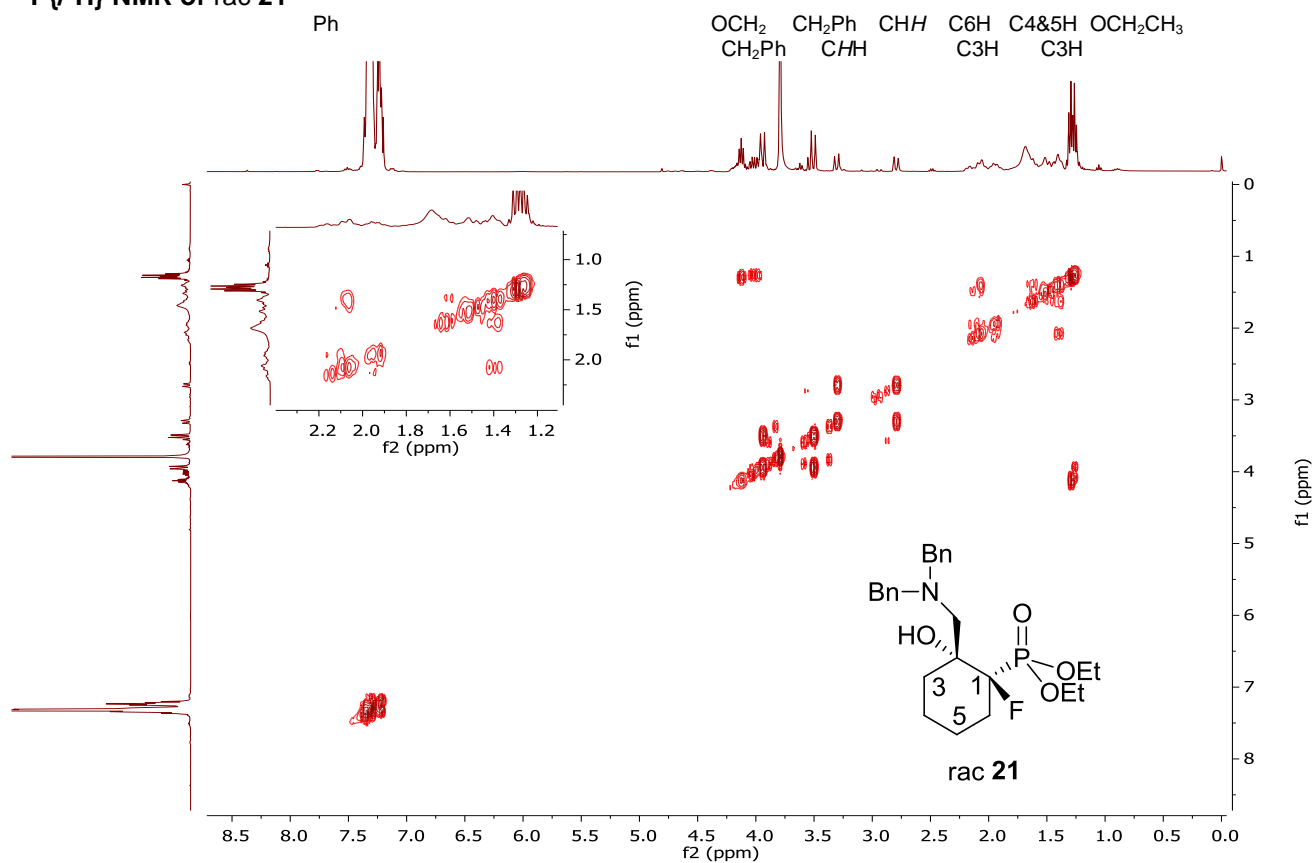 F{/ H} NMR of rac 21
Ph OCH₂ CH₂Ph CHH C6H C4&5H OCH₂CH₃
CH₂Ph CHH C3H C3H
0
1.0
1.5
2.0
f1 (ppm)
2.2 2.0 1.8 1.6 1.4 1.2
f2 (ppm)
1
2
3
4
5
6
7
8
f1 (ppm)
Bn
Bn N
O
HO P
OEt
OEt
3 1
5 F
rac 21
8.5 8.0 7.5 7.0 6.5 6.0 5.5 5.0 4.5 4.0 3.5 3.0 2.5 2.0 1.5 1.0 0.5 0.0
f2 (ppm)